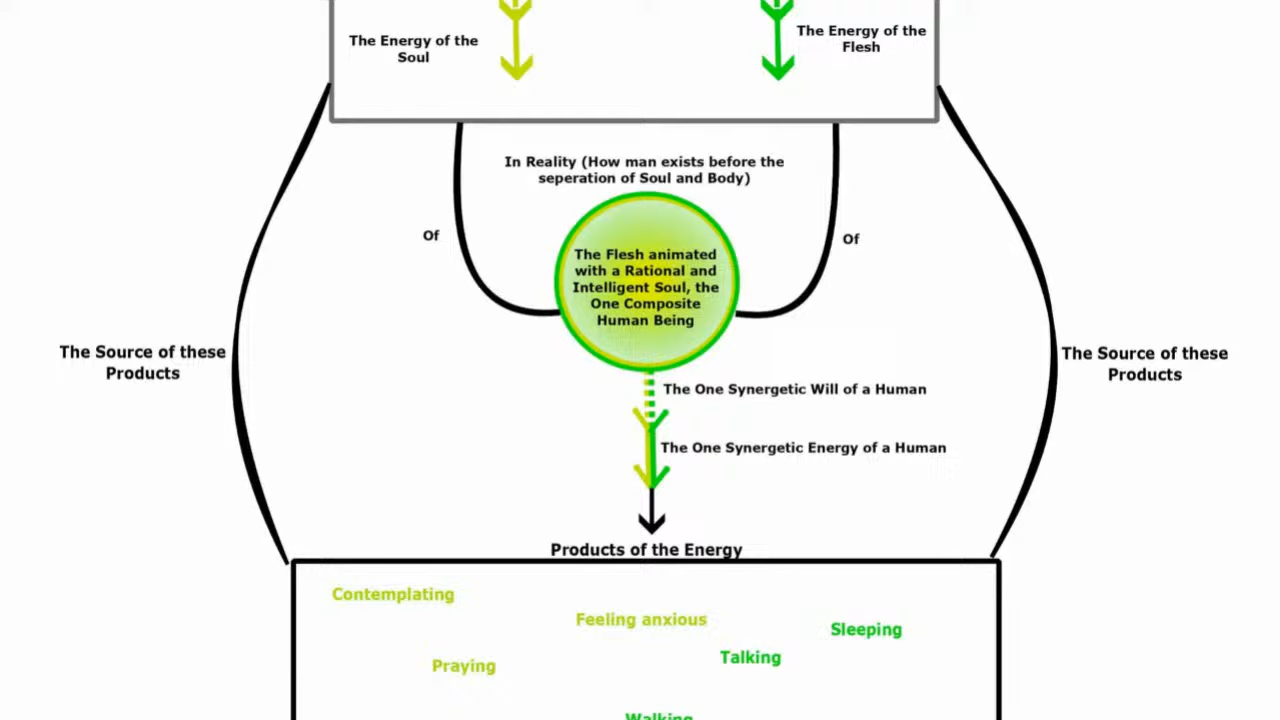 The Energy of the
Soul
The Energy of the
Flesh
In Reality (How man exists before the
seperation of Soul and Body)
Of
Of
The Flesh animated
with a Rational and
Intelligent Soul, the
One Composite
Human Being
The Source of these
Products
The Source of these
Products
The One Synergetic Will of a Human
The One Synergetic Energy of a Human
Products of the Energy
Contemplating
Feeling anxious
Sleeping
Talking
Praying
Walking